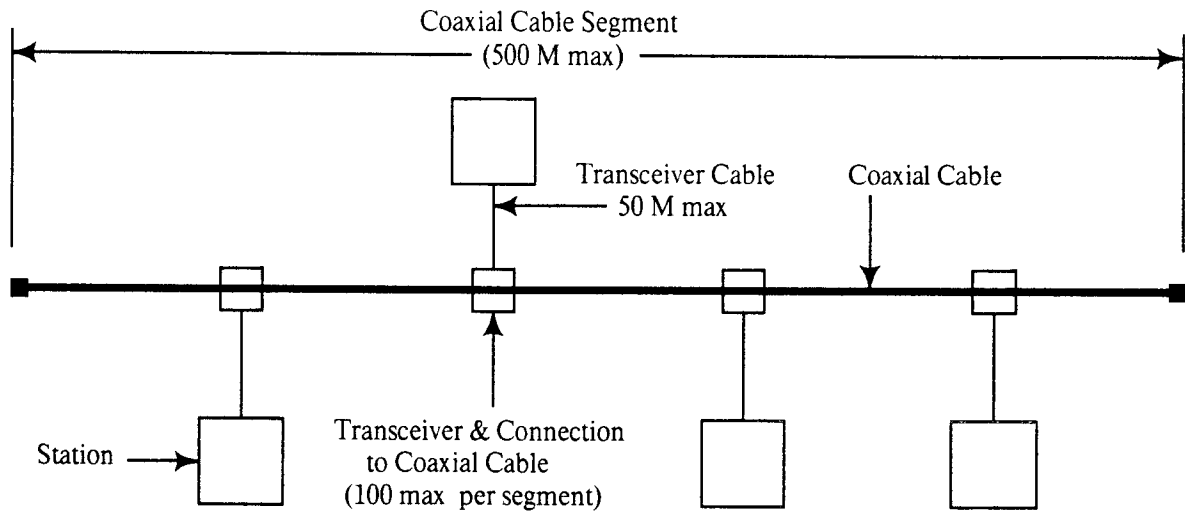 Coaxial Cable Segment
(500 M max)
Transceiver Cable
50 M max
Coaxial Cable
Station
Transceiver & Connection
to Coaxial Cable
(100 max per segment)